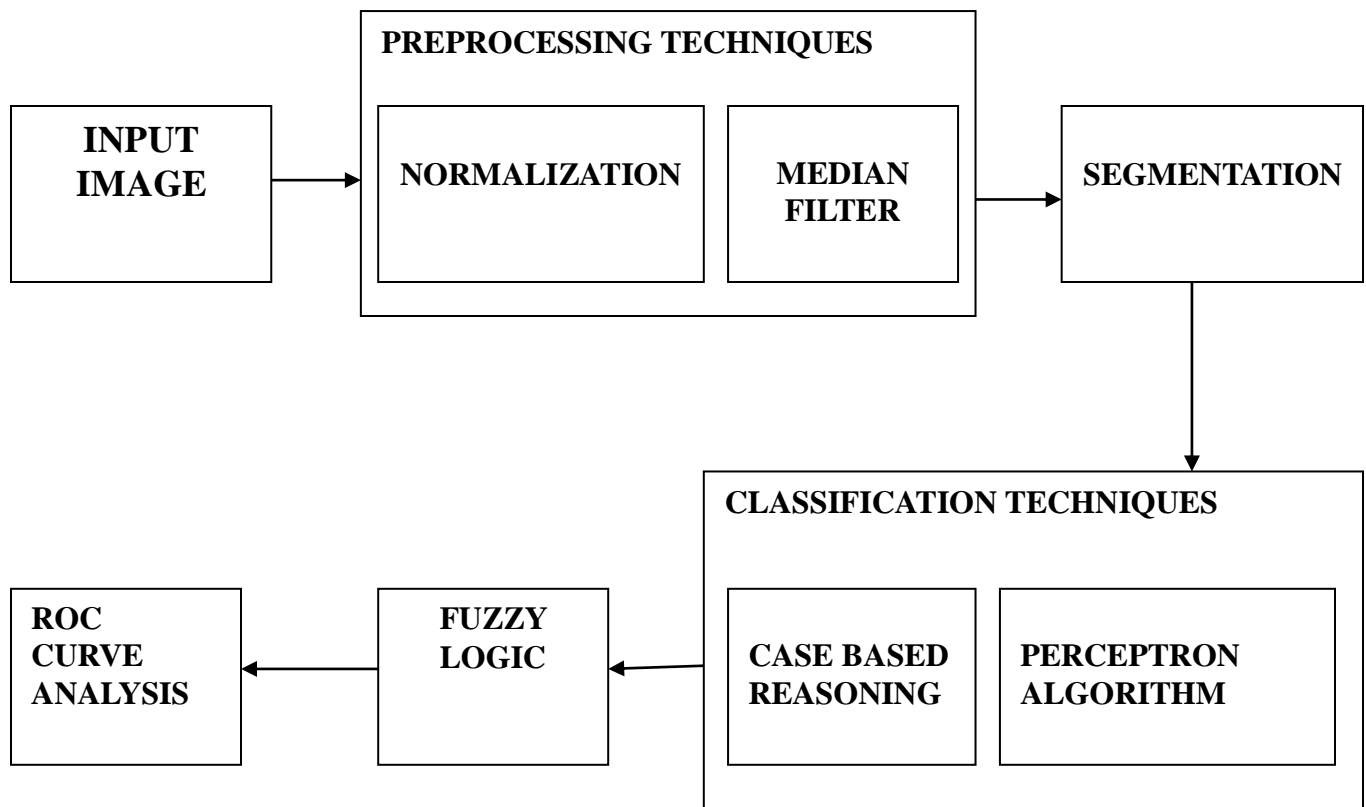 PREPROCESSING TECHNIQUES
INPUT
IMAGE
NORMALIZATION
MEDIAN
FILTER
SEGMENTATION
CLASSIFICATION TECHNIQUES
ROC
CURVE
ANALYSIS
FUZZY
LOGIC
CASE BASED
REASONING
PERCEPTRON
ALGORITHM